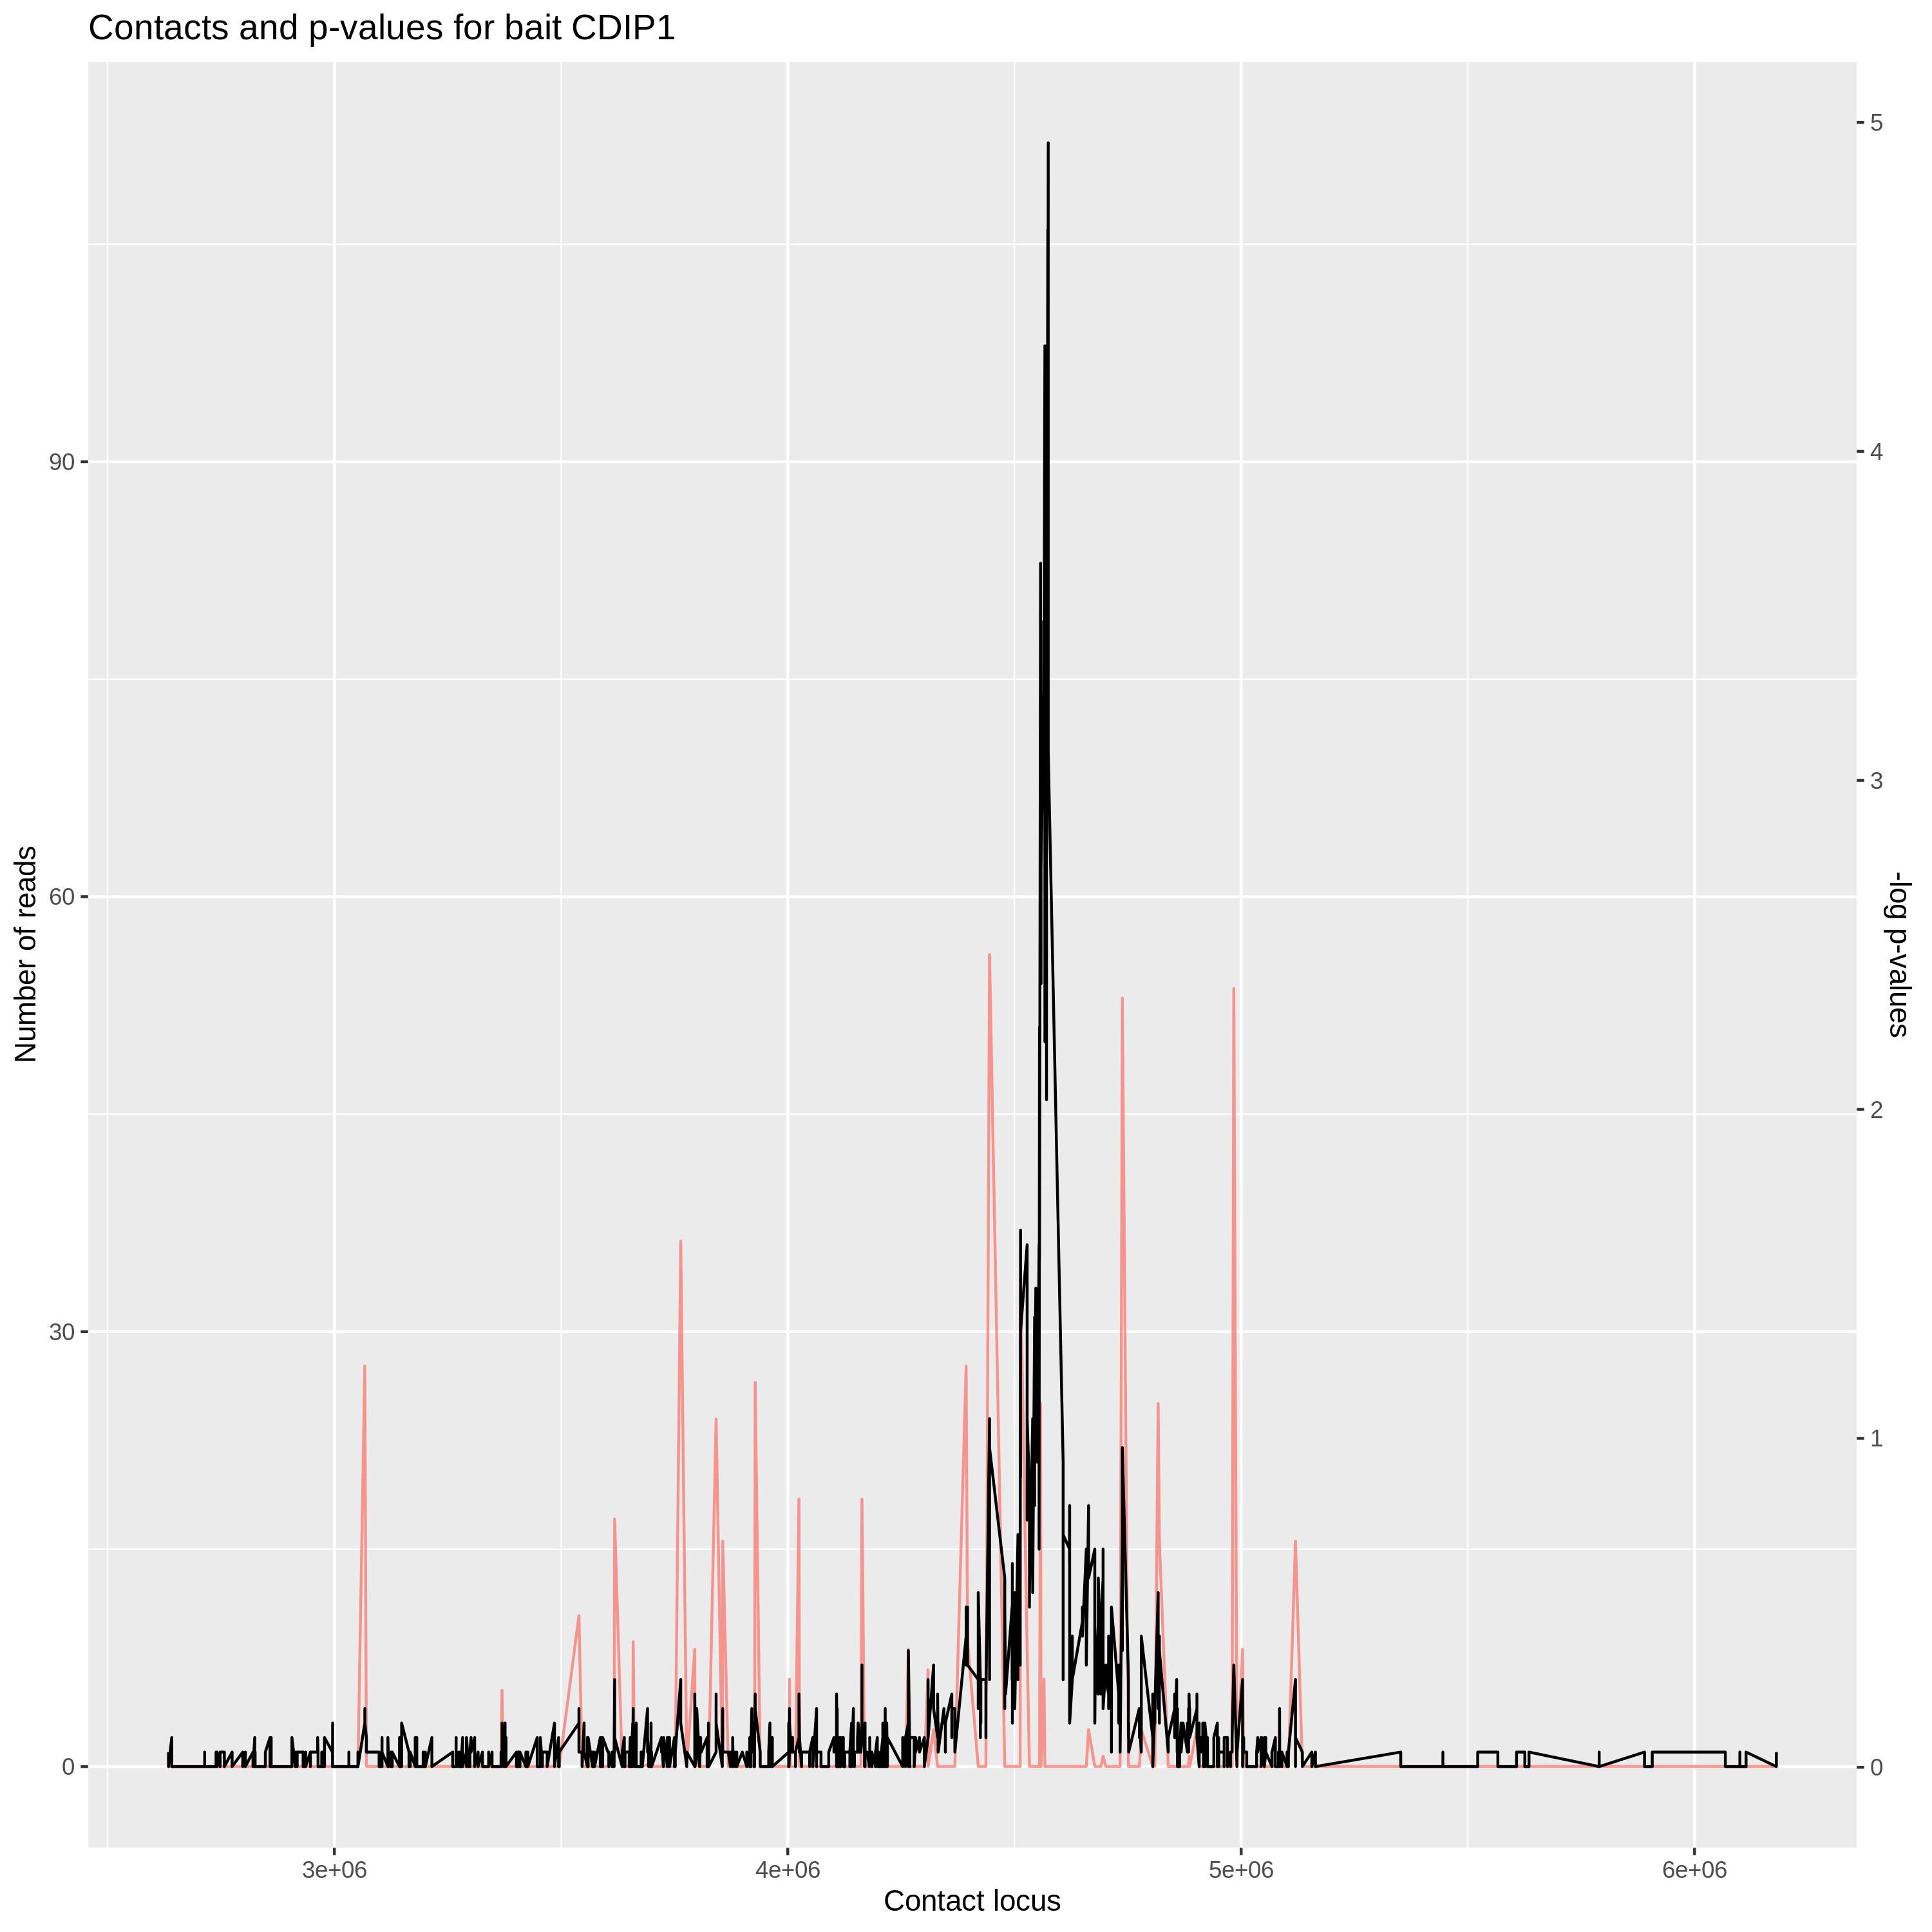 Contacts and p-values for bait CDIP1
Number of reads
90
60
30
0
5
4
3
2
1
0
-log p-values
3e+06
4e+06
5e+06
6e+06
Contact locus